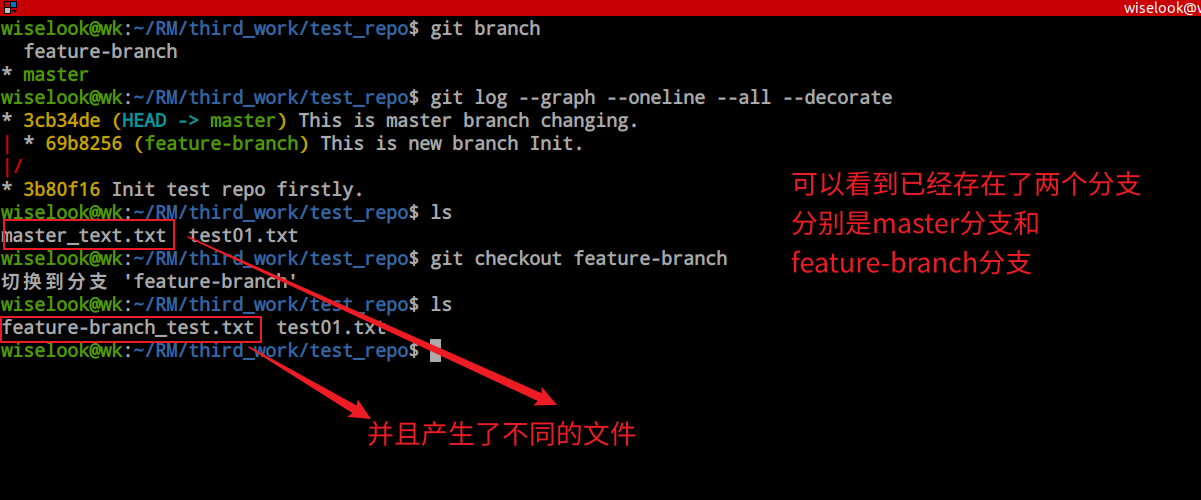 wiselook@w
wiselook@wk:~/RM/third_work/test_repo$ git branch
feature-branch
* master
wiselook@wk:~/RM/third_work/test_repo$ git log --graph --oneline --all --decorate
* 3cb34de (HEAD -> master) This is master branch changing.
| * 69b8256 (feature-branch) This is new branch Init.
|/
* 3b80f16 Init test repo firstly.
wiselook@wk:~/RM/third_work/test_repo$ ls
master_text.txt test01.txt
wiselook@wk:~/RM/third_work/test_repo$ git checkout feature-branch
切换到分支 'feature-branch'
wiselook@wk:~/RM/third_work/test_repo$ ls
feature-branch_test.txt test01.txt
wiselook@wk:~/RM/third_work/test_repo$
可以看到已经存在了两个分支
分别是master分支和
feature-branch分支
并且产生了不同的文件